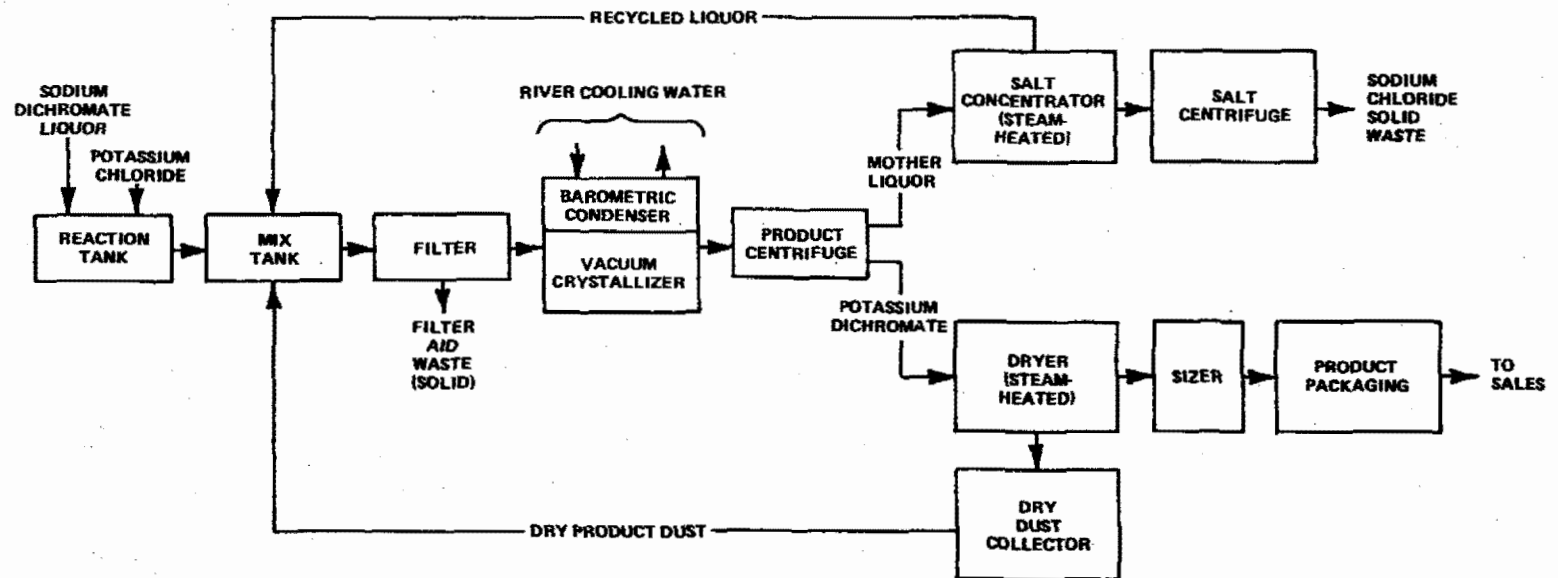 RECYCLED LIQUOR
SODIUM
DICHROMATE
LIQUOR
POTASSIUM
CHLORIDE
RIVER COOLING WATER
SALT
CONCENTRATOR
(STEAM-
HEATED)
SALT
CENTRIFUGE
SODIUM
CHLORIDE
SOLID
WASTE
MOTHER
LIQUOR
REACTION
TANK
MIX
TANK
FILTER
BAROMETRIC
CONDENSER
VACUUM
CRYSTALLIZER
PRODUCT
CENTRIFUGE
FILTER
AID
WASTE
(SOLID)
POTASSIUM
DICHROMATE
DRYER
(STEAM-
HEATED)
SIZER
PRODUCT
PACKAGING
TO
SALES
DRY PRODUCT DUST
DRY
DUST
COLLECTOR